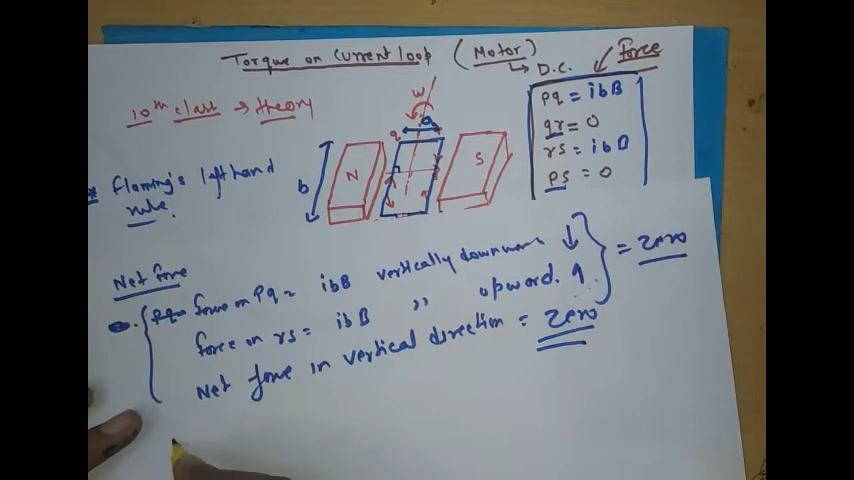 Torque on current loop ( Motor )
↳ D.C.
Force
10th class → theory
pq = ibB
qr = 0
rs = ibB
ps = 0
ω
a
q
N
S
b
* Flaming's left hand
rule.
Net force
force on pq = ibB vertically downward ↓
force on rs = ibB ,, upward. ↑
= zero
Net force in vertical direction = zero